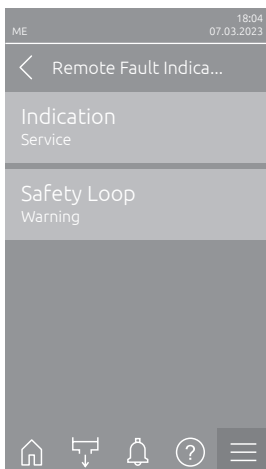 18:04
ME 07.03.2023
Remote Fault Indica...
Indication
Service
Safety Loop
Warning
?